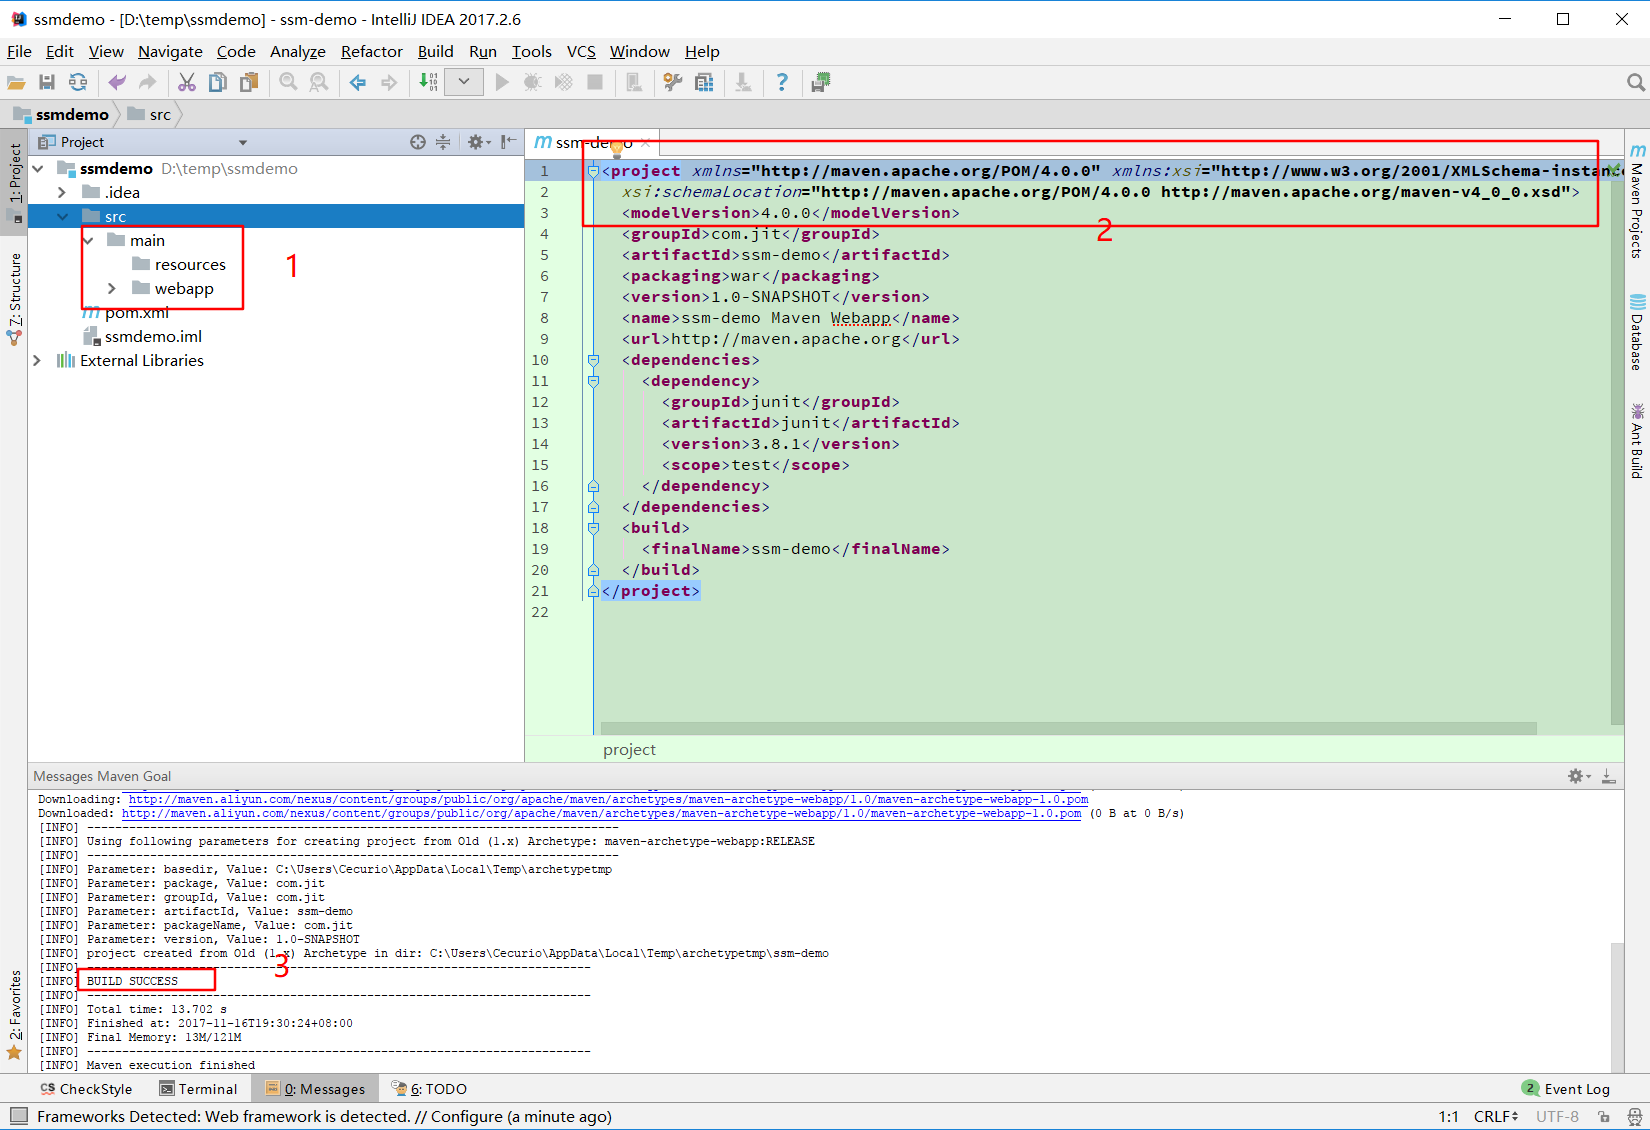 ssmdemo - [D:\temp\ssmdemo] - ssm-demo - IntelliJ IDEA 2017.2.6
File Edit View Navigate Code Analyze Refactor Build Run Tools VCS Window Help
ssmdemo src
Project
ssmdemo D:\temp\ssmdemo
.idea
src
main
resources
webapp
pom.xml
ssmdemo.iml
External Libraries
1
1: Project
7: Structure
2: Favorites
ssm-demo
1 <project xmlns="http://maven.apache.org/POM/4.0.0" xmlns:xsi="http://www.w3.org/2001/XMLSchema-instance
2 xsi:schemaLocation="http://maven.apache.org/POM/4.0.0 http://maven.apache.org/maven-v4_0_0.xsd">
3 <modelVersion>4.0.0</modelVersion>
2
4 <groupId>com.jit</groupId>
5 <artifactId>ssm-demo</artifactId>
6 <packaging>war</packaging>
7 <version>1.0-SNAPSHOT</version>
8 <name>ssm-demo Maven Webapp</name>
9 <url>http://maven.apache.org</url>
10 <dependencies>
11 <dependency>
12 <groupId>junit</groupId>
13 <artifactId>junit</artifactId>
14 <version>3.8.1</version>
15 <scope>test</scope>
16 </dependency>
17 </dependencies>
18 <build>
19 <finalName>ssm-demo</finalName>
20 </build>
21 </project>
22
project
Maven Projects
Database
Ant Build
Messages Maven Goal
Downloading: http://maven.aliyun.com/nexus/content/groups/public/org/apache/maven/archetypes/maven-archetype-webapp/1.0/maven-archetype-webapp-1.0.pom
Downloaded: http://maven.aliyun.com/nexus/content/groups/public/org/apache/maven/archetypes/maven-archetype-webapp/1.0/maven-archetype-webapp-1.0.pom (0 B at 0 B/s)
[INFO] ----------------------------------------------------------------------------
[INFO] Using following parameters for creating project from Old (1.x) Archetype: maven-archetype-webapp:RELEASE
[INFO] ----------------------------------------------------------------------------
[INFO] Parameter: basedir, Value: C:\Users\Cecurio\AppData\Local\Temp\archetypetmp
[INFO] Parameter: package, Value: com.jit
[INFO] Parameter: groupId, Value: com.jit
[INFO] Parameter: artifactId, Value: ssm-demo
[INFO] Parameter: packageName, Value: com.jit
[INFO] Parameter: version, Value: 1.0-SNAPSHOT
[INFO] project created from Old (1.x) Archetype in dir: C:\Users\Cecurio\AppData\Local\Temp\archetypetmp\ssm-demo
[INFO] ------------------------------------------------------------------------
3
[INFO] BUILD SUCCESS
[INFO] ------------------------------------------------------------------------
[INFO] Total time: 13.702 s
[INFO] Finished at: 2017-11-16T19:30:24+08:00
[INFO] Final Memory: 13M/121M
[INFO] ------------------------------------------------------------------------
[INFO] Maven execution finished
CheckStyle Terminal 0: Messages 6: TODO 2 Event Log
Frameworks Detected: Web framework is detected. // Configure (a minute ago) 1:1 CRLF UTF-8